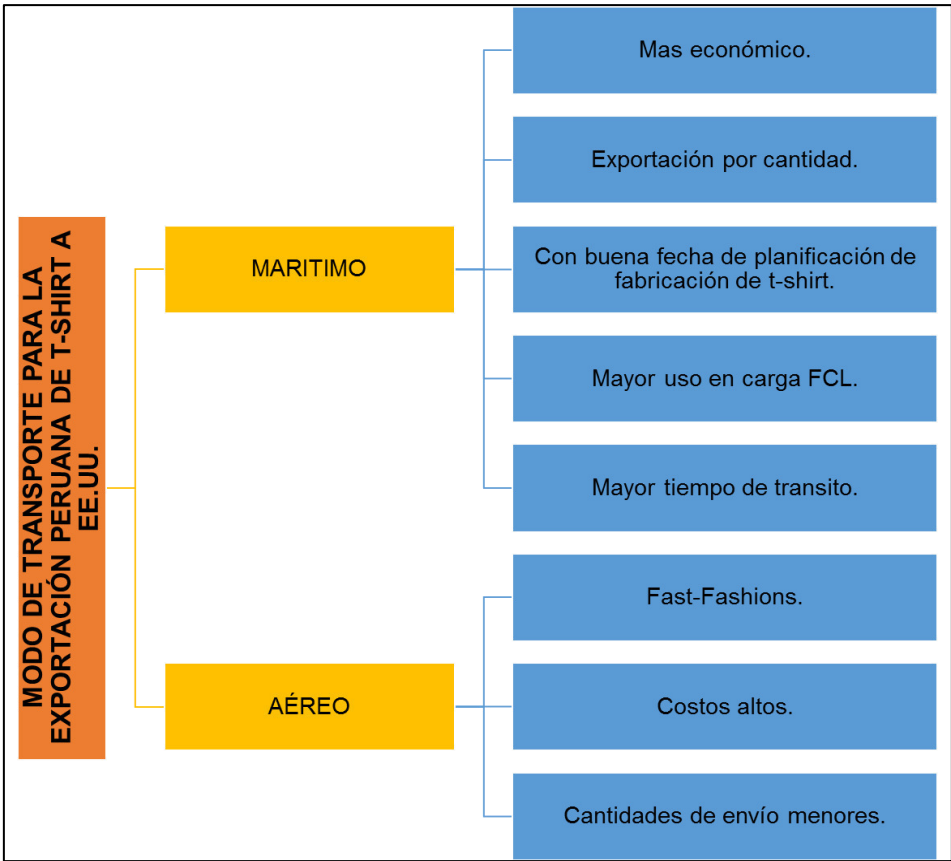 MODO DE TRANSPORTE PARA LA
EXPORTACIÓN PERUANA DE T-SHIRT A
EE.UU.
MARITIMO
Mas económico.
Exportación por cantidad.
Con buena fecha de planificación de
fabricación de t-shirt.
Mayor uso en carga FCL.
Mayor tiempo de transito.
AÉREO
Fast-Fashions.
Costos altos.
Cantidades de envío menores.